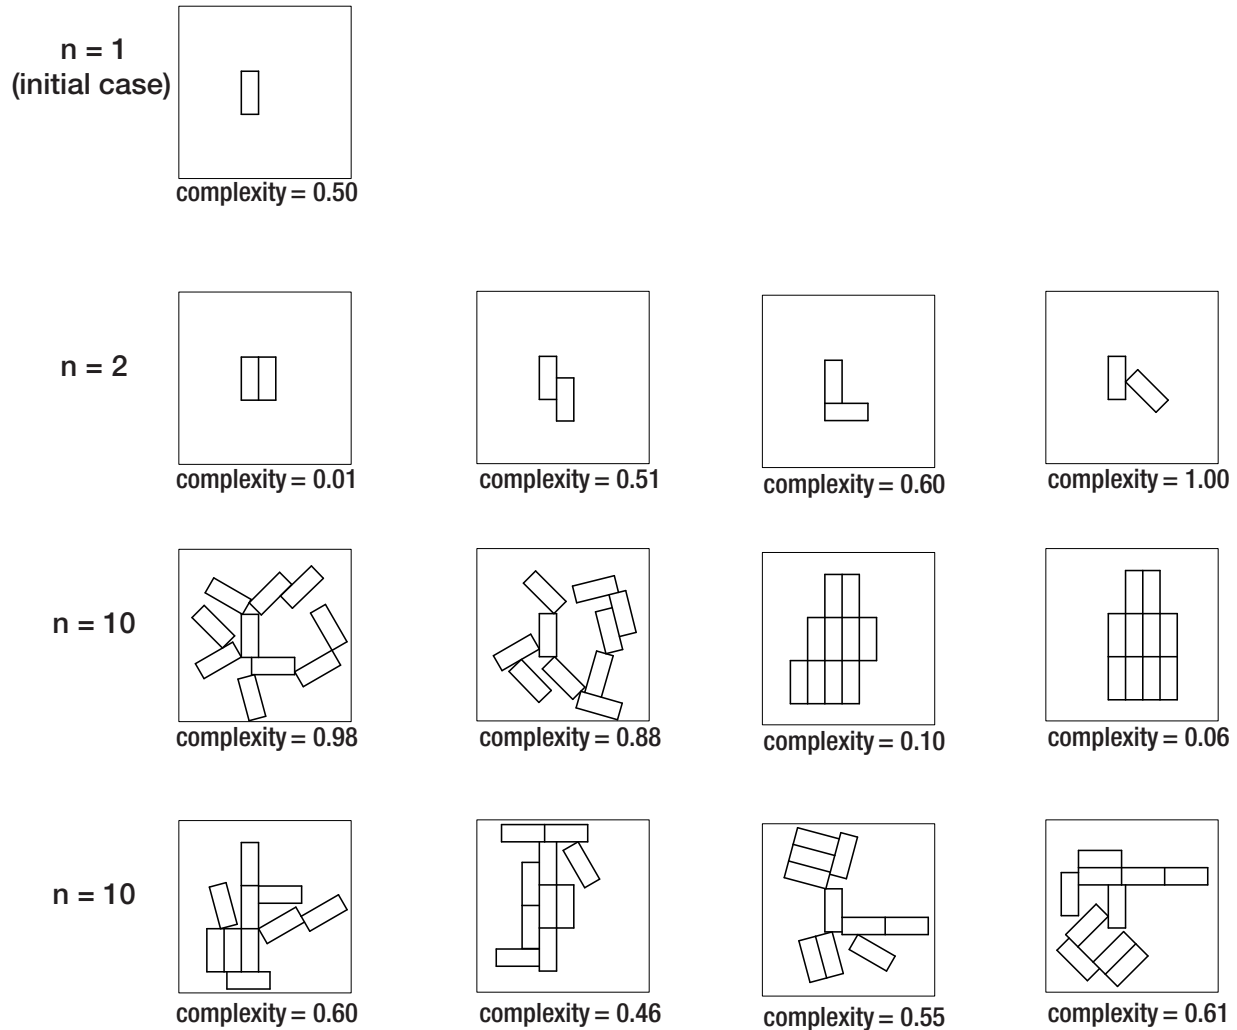 n = 1
(initial case)
complexity = 0.50
n = 2
complexity = 0.01
complexity = 0.51
complexity = 0.60
complexity = 1.00
n = 10
complexity = 0.98
complexity = 0.88
complexity = 0.10
complexity = 0.06
n = 10
complexity = 0.60
complexity = 0.46
complexity = 0.55
complexity = 0.61